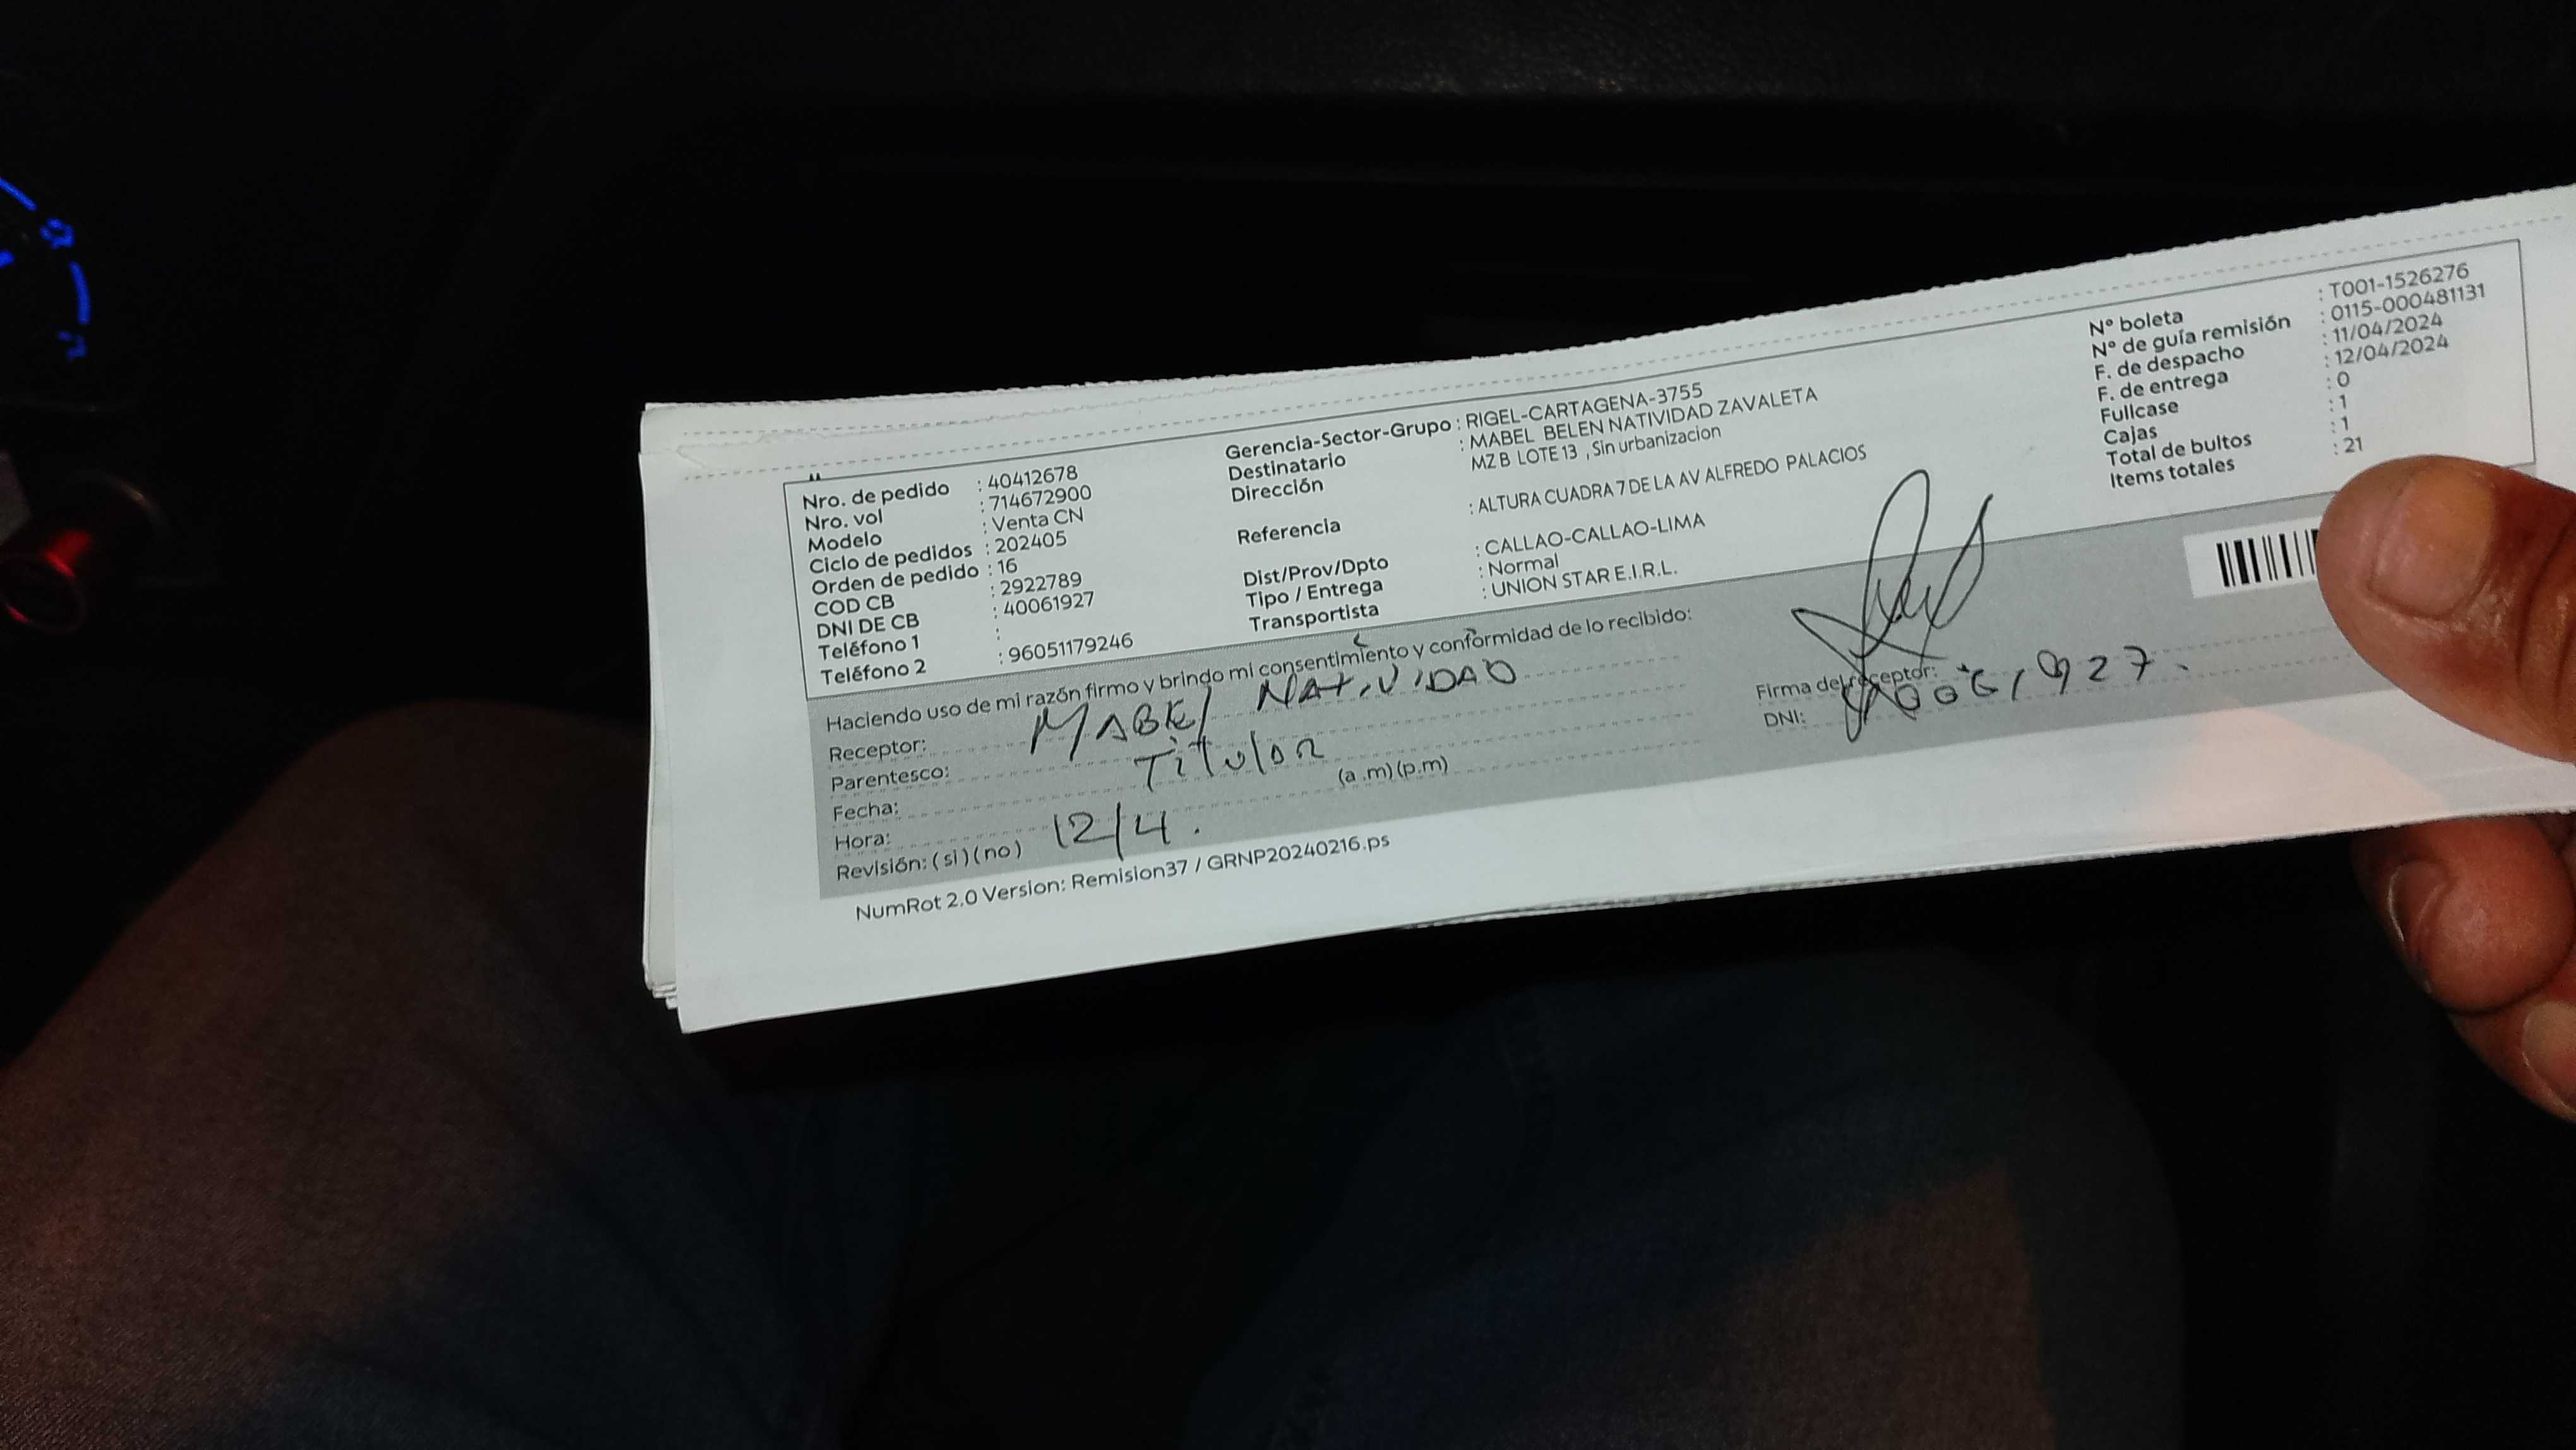 Nro. de pedido : 40412678
Nro. vol : 714672900
Modelo : Venta CN
Ciclo de pedidos : 202405
Orden de pedido : 16
COD CB : 2922789
DNI DE CB : 40061927
Teléfono 1 :
Teléfono 2 : 96051179246
Gerencia-Sector-Grupo : RIGEL-CARTAGENA-3755
Destinatario : MABEL BELEN NATIVIDAD ZAVALETA
Dirección MZ B LOTE 13 , Sin urbanizacion
Referencia : ALTURA CUADRA 7 DE LA AV ALFREDO PALACIOS
Dist/Prov/Dpto : CALLAO-CALLAO-LIMA
Tipo / Entrega : Normal
Transportista : UNION STAR E.I.R.L.
Nº boleta : T001-1526276
Nº de guía remisión : 0115-000481131
F. de despacho : 11/04/2024
F. de entrega : 12/04/2024
Fullcase : 0
Cajas : 1
Total de bultos : 1
Items totales : 21
Haciendo uso de mi razón firmo y brindo mi consentimiento y conformidad de lo recibido:
Receptor: MABEL NATIVIDAD
Parentesco: Titulor
Fecha:
Hora: 12/4.
(a .m) (p.m)
Revisión: ( si ) ( no )
Firma del receptor:
DNI: 40061927.
NumRot 2.0 Version: Remision37 / GRNP20240216.ps